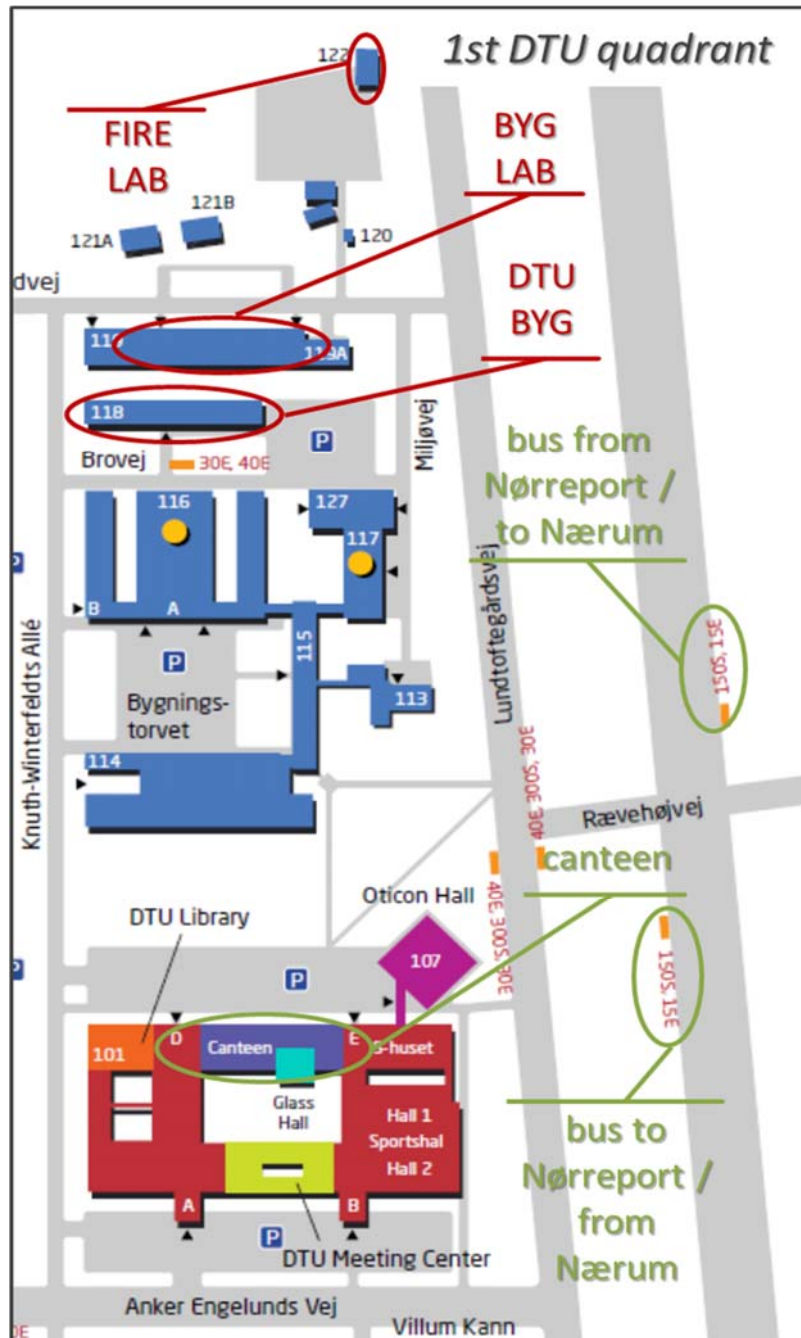 1st DTU quadrant
122
FIRE
LAB
BYG
LAB
121B
121A
120
dvej
DTU
BYG
119A
118
P
Brovej
30E, 40E
Miljøvej
bus from
Nørreport /
to Nærum
116
127
P
117
B
A
Lundtoftegårdsvej
Knuth-Winterfeldts Allé
115
P
150S, 15E
Bygnings-
torvet
113
114
40E, 300S, 30E
Rævehøjvej
canteen
Oticon Hall
DTU Library
40E, 300S, 30E
107
P
P
150S, 15E
D
E
101
Canteen
S-huset
Glass
Hall
Hall 1
Sportshal
Hall 2
bus to
Nørreport /
from
Nærum
A
B
P
DTU Meeting Center
Anker Engelunds Vej
Villum Kann
0E